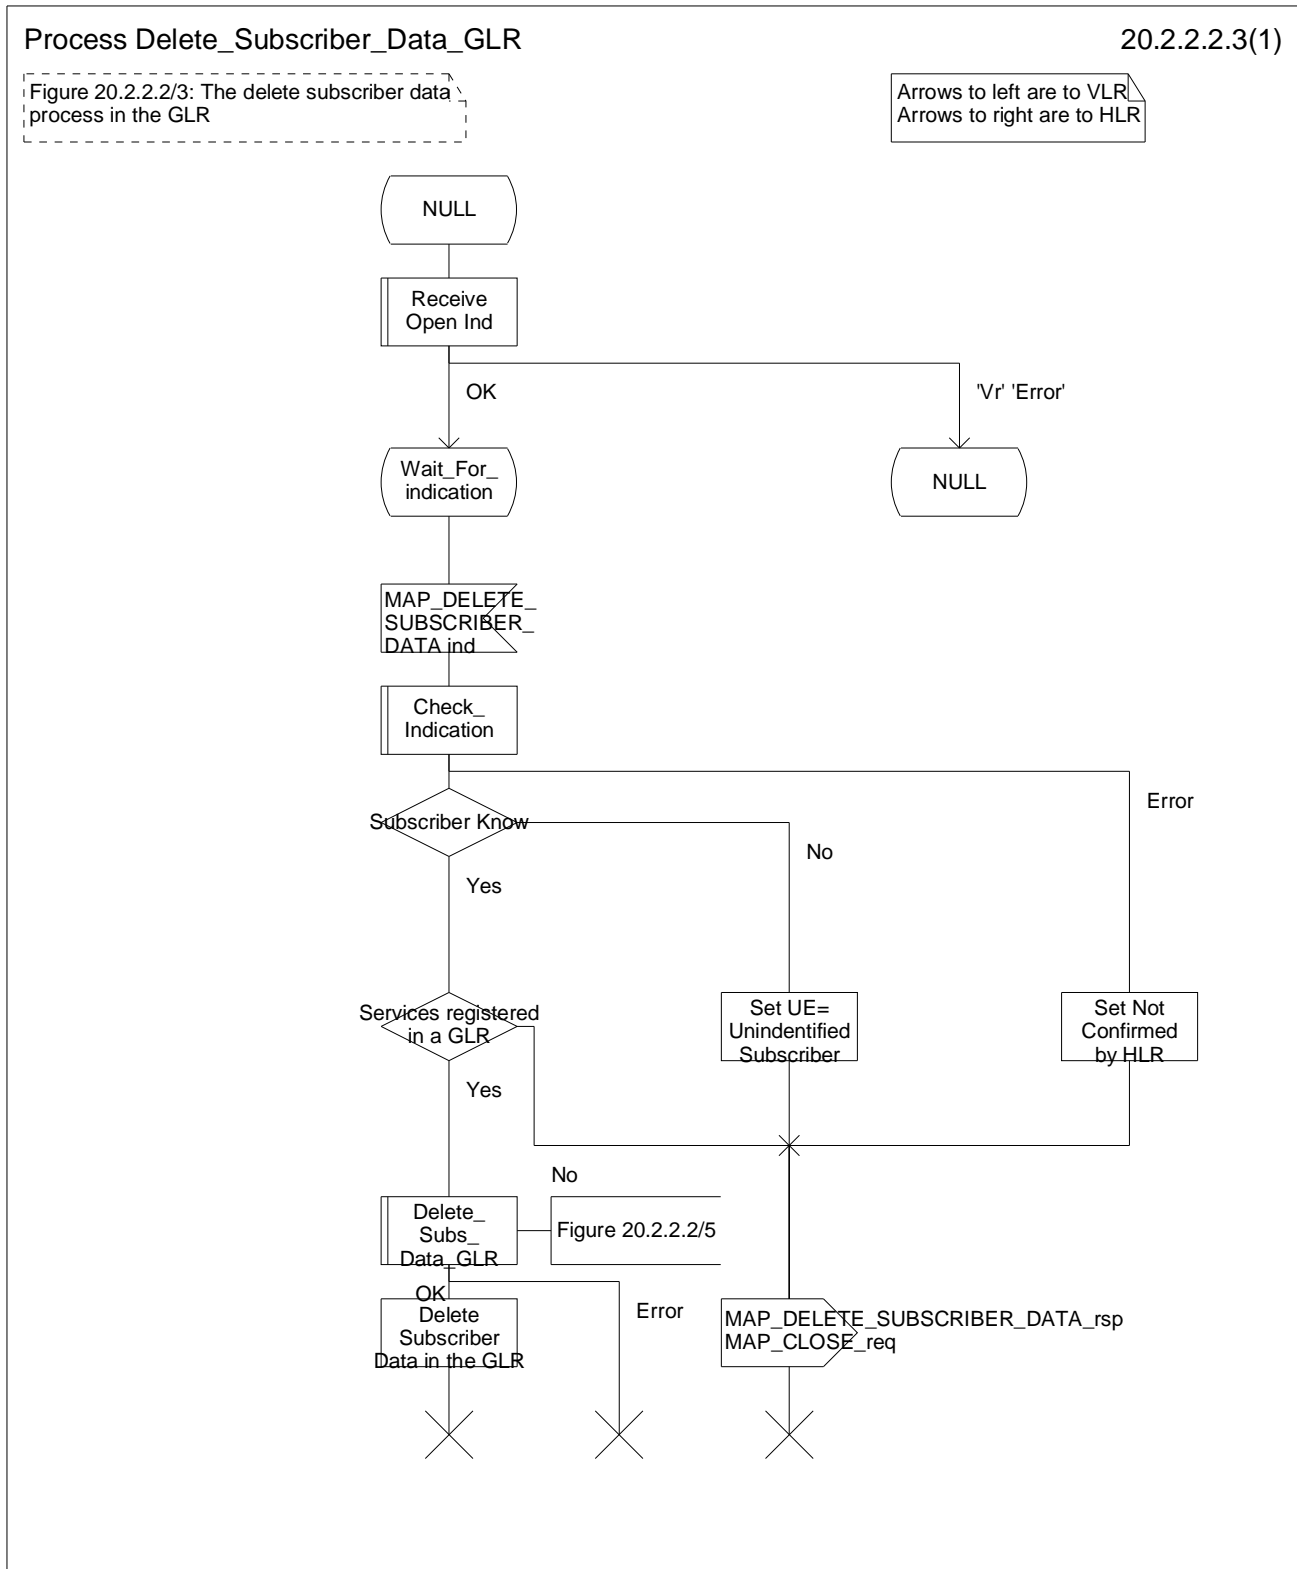 Process Delete_Subscriber_Data_GLR
20.2.2.2.3(1)
Figure 20.2.2.2/3: The delete subscriber data
process in the GLR
Arrows to left are to VLR
Arrows to right are to HLR
NULL
Receive
Open Ind
OK
'Vr' 'Error'
Wait_For_
indication
NULL
MAP_DELETE_
SUBSCRIBER_
DATA ind
Check_
Indication
Error
Subscriber Know
No
Yes
Services registered
in a GLR
Set UE=
Unindentified
Subscriber
Set Not
Confirmed
by HLR
Yes
No
Delete_
Subs_
Data_GLR
Figure 20.2.2.2/5
OK
Error
Delete
Subscriber
Data in the GLR
MAP_DELETE_SUBSCRIBER_DATA_rsp
MAP_CLOSE_req